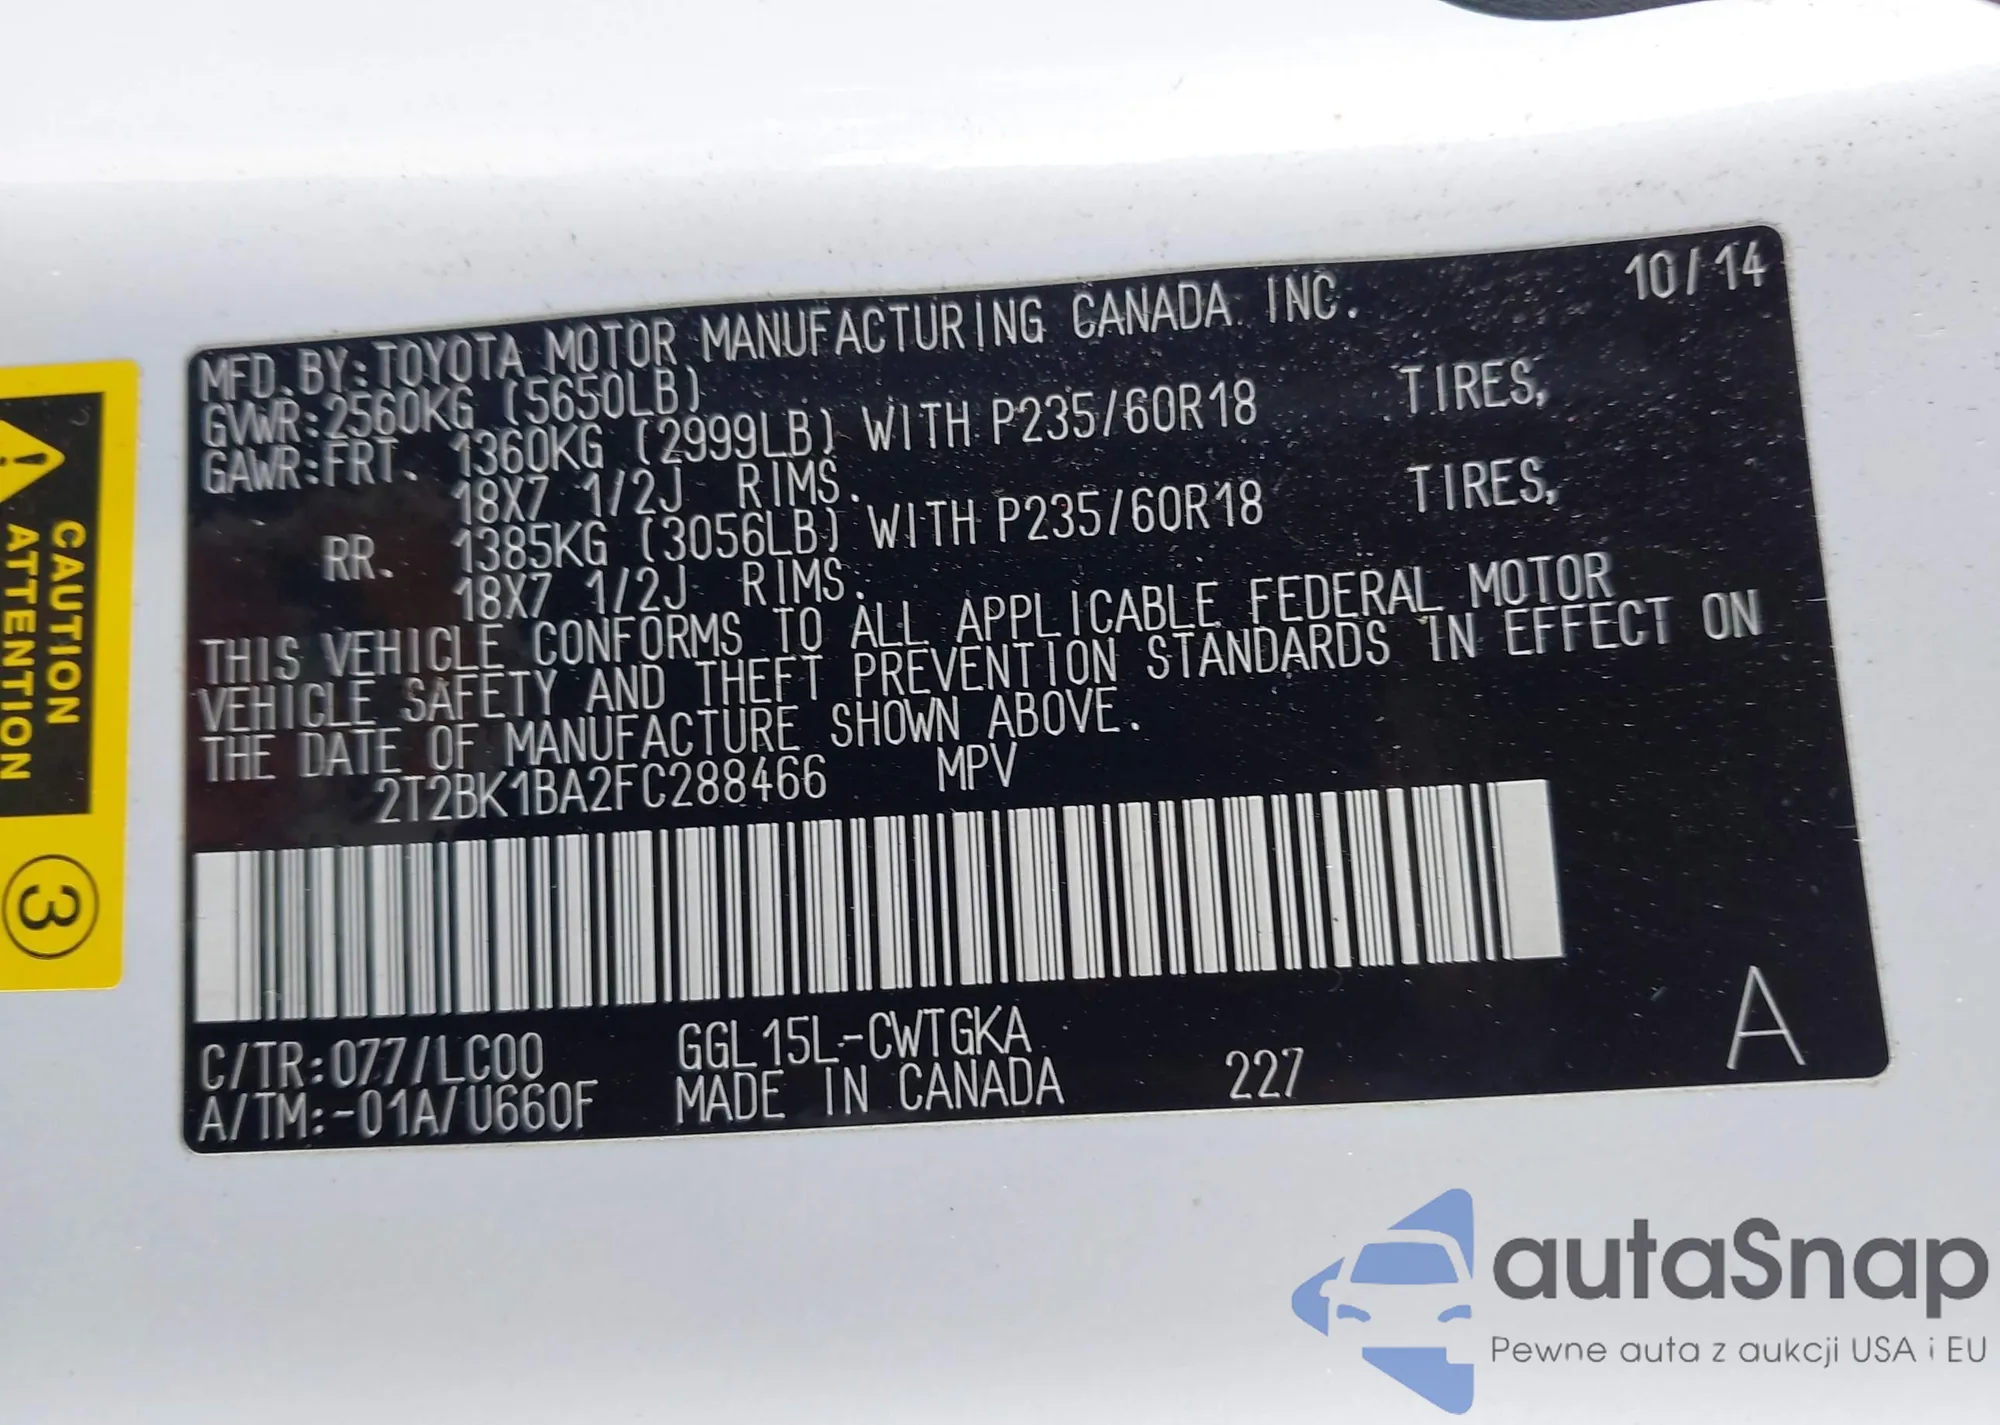 MFD.BY:TOYOTA MOTOR MANUFACTURING CANADA INC. 10/14
GVWR:2560KG (5650LB)
GAWR:FRT. 1360KG (2999LB) WITH P235/60R18 TIRES,
18X7 1/2J RIMS.
RR. 1385KG (3056LB) WITH P235/60R18 TIRES,
18X7 1/2J RIMS.
THIS VEHICLE CONFORMS TO ALL APPLICABLE FEDERAL MOTOR
VEHICLE SAFETY AND THEFT PREVENTION STANDARDS IN EFFECT ON
THE DATE OF MANUFACTURE SHOWN ABOVE.
2T2BK1BA2FC288466 MPV
C/TR:077/LC00 GGL15L-CWTGKA
A/TM:-01A/U660F MADE IN CANADA 227 A
CAUTION
ATTENTION
3
autaSnap
Pewne auta z aukcji USA i EU